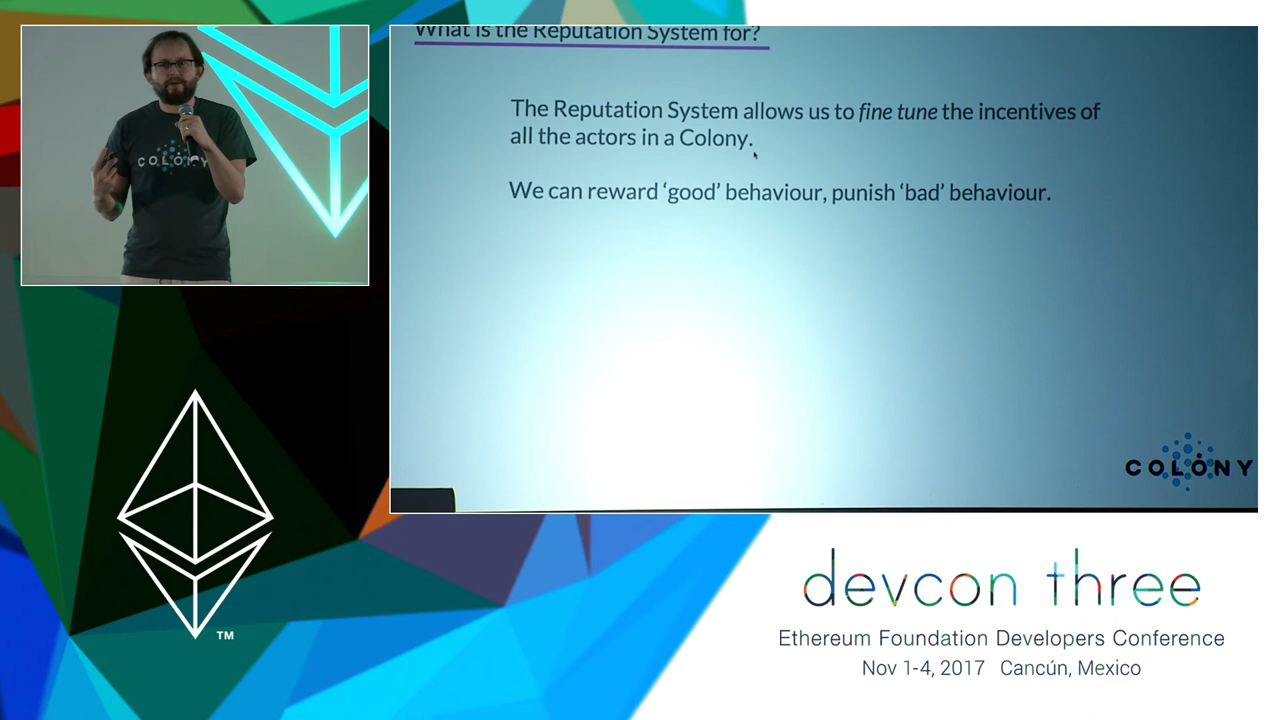 What is the Reputation System for?
The Reputation System allows us to fine tune the incentives of
all the actors in a Colony.
We can reward ‘good’ behaviour, punish ‘bad’ behaviour.
COLONY
COLONY
TM
devcon three
Ethereum Foundation Developers Conference
Nov 1-4, 2017 Cancún, Mexico